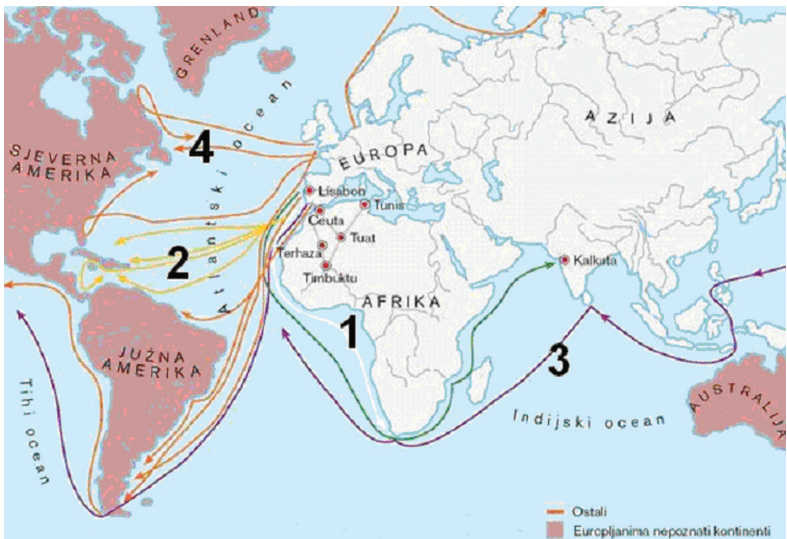 GRENLAND
ocean
4
SJEVERNA
AMERIKA
Atlantski
EUROPA
AZIJA
Lisabon
Tunis
Ceuta
Tuat
Terhaza
Timbuktu
Kalkuta
2
AFRIKA
1
3
JUŽNA
AMERIKA
Tihi ocean
Indijski ocean
AUSTRALIJA
Ostali
Europljanima nepoznati kontinenti